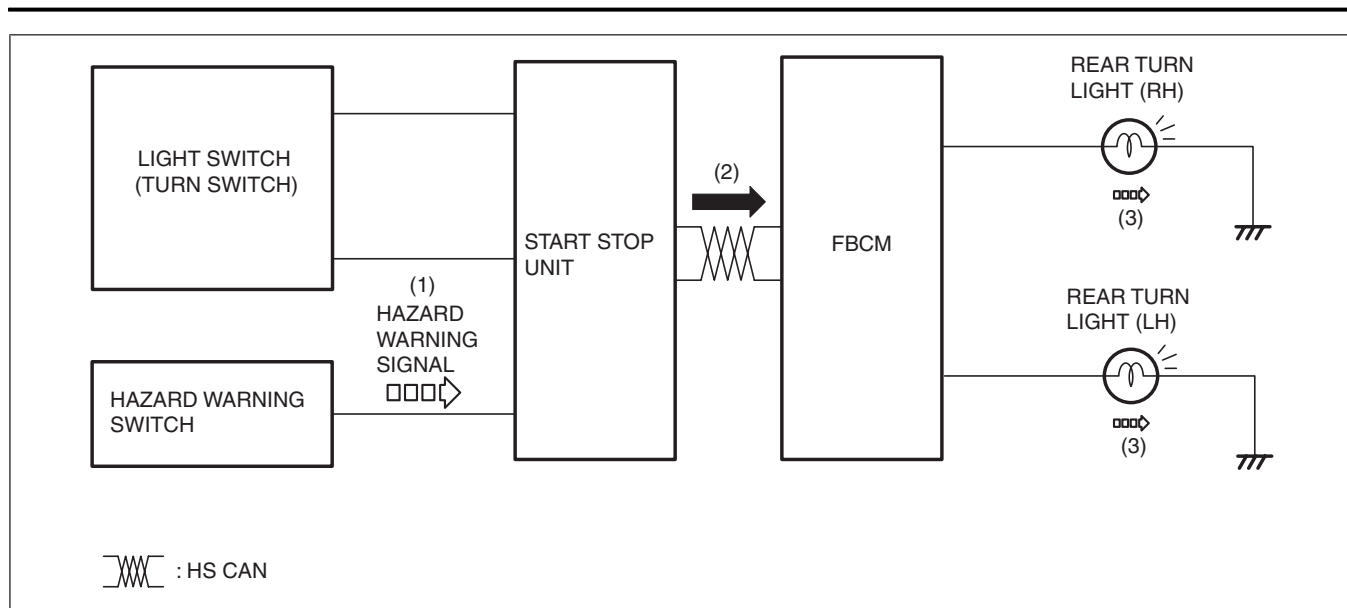 LIGHT SWITCH
(TURN SWITCH)
HAZARD WARNING
SWITCH
(1)
HAZARD
WARNING
SIGNAL
START STOP
UNIT
(2)
FBCM
REAR TURN
LIGHT (RH)
(3)
REAR TURN
LIGHT (LH)
(3)
: HS CAN